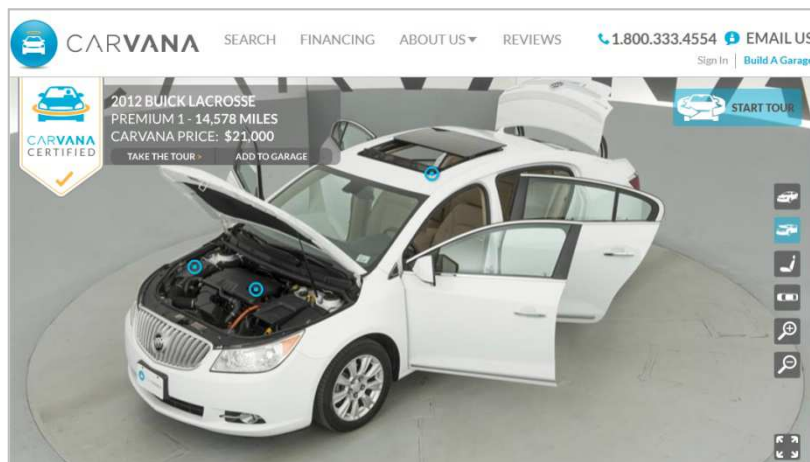 CARVANA SEARCH FINANCING ABOUT US REVIEWS 1.800.333.4554 EMAIL US
Sign In | Build A Garage
2012 BUICK LACROSSE
PREMIUM 1 - 14,578 MILES
CARVANA PRICE: $21,000
TAKE THE TOUR > ADD TO GARAGE
CARVANA
CERTIFIED
START TOUR